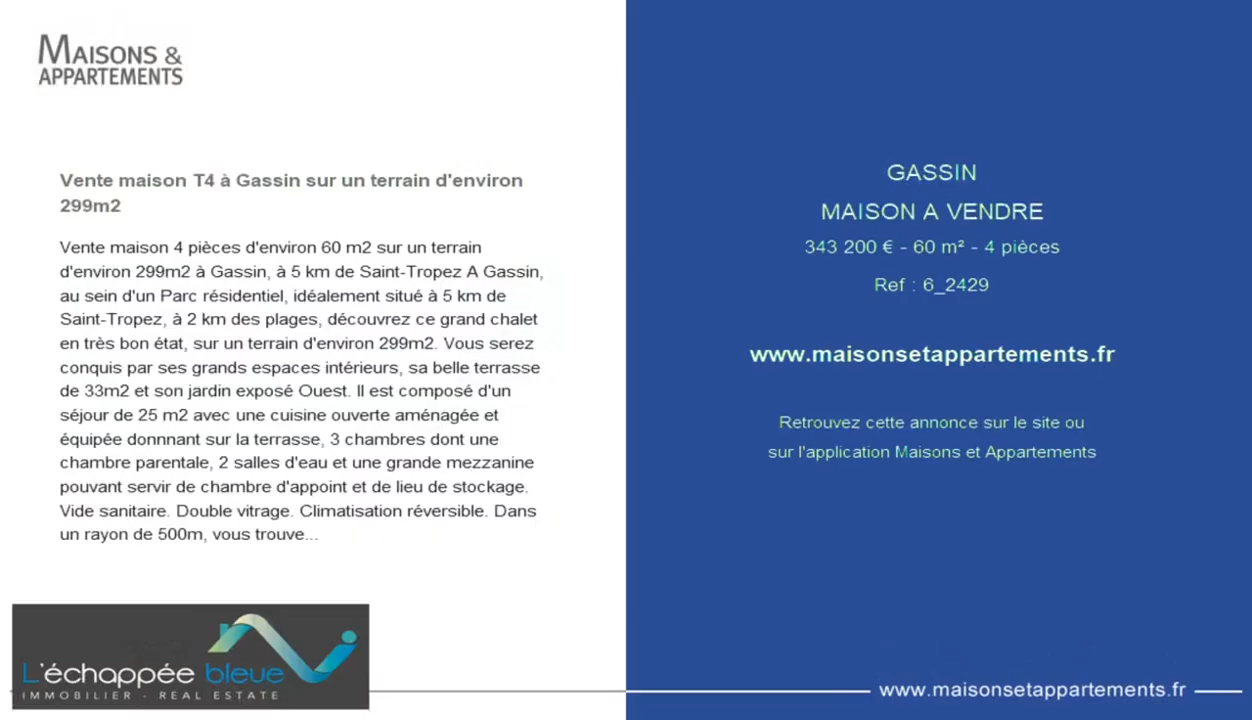 MAISONS &
APPARTEMENTS
Vente maison T4 à Gassin sur un terrain d'environ
299m2
Vente maison 4 pièces d'environ 60 m2 sur un terrain
d'environ 299m2 à Gassin, à 5 km de Saint-Tropez A Gassin,
au sein d'un Parc résidentiel, idéalement situé à 5 km de
Saint-Tropez, à 2 km des plages, découvrez ce grand chalet
en très bon état, sur un terrain d'environ 299m2. Vous serez
conquis par ses grands espaces intérieurs, sa belle terrasse
de 33m2 et son jardin exposé Ouest. Il est composé d'un
séjour de 25 m2 avec une cuisine ouverte aménagée et
équipée donnnant sur la terrasse, 3 chambres dont une
chambre parentale, 2 salles d'eau et une grande mezzanine
pouvant servir de chambre d'appoint et de lieu de stockage.
Vide sanitaire. Double vitrage. Climatisation réversible. Dans
un rayon de 500m, vous trouve...
L'échappée bleue
IMMOBILIER - REAL ESTATE
GASSIN
MAISON A VENDRE
343 200 € - 60 m² - 4 pièces
Ref : 6_2429
www.maisonsetappartements.fr
Retrouvez cette annonce sur le site ou
sur l'application Maisons et Appartements
www.maisonsetappartements.fr